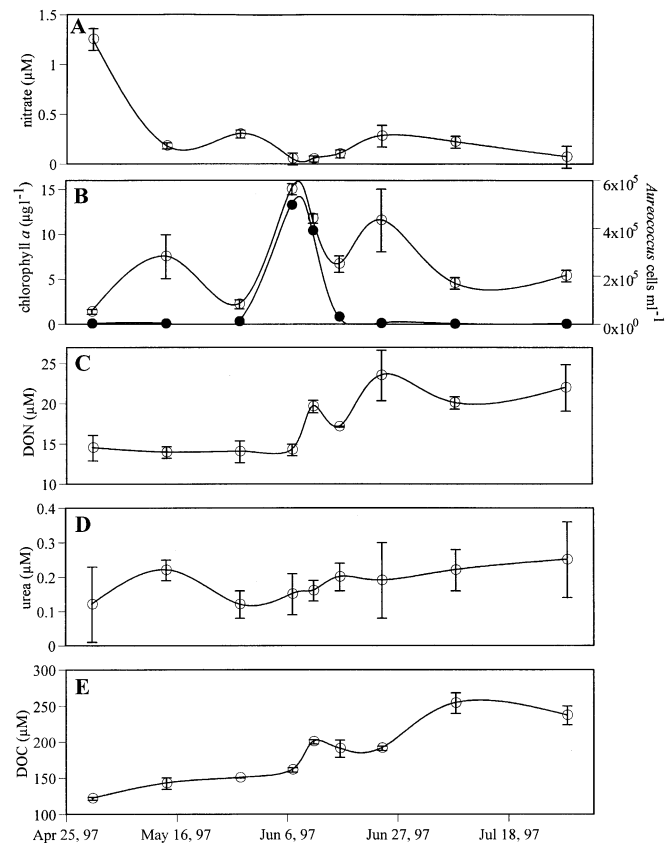 A
nitrate (µM)
1.5
1
0.5
0
B
chlorophyll a (µgl⁻¹)
15
10
5
0
6x10⁵
4x10⁵
2x10⁵
0x10⁰
Aureococcus cells ml⁻¹
C
DON (µM)
25
20
15
10
D
urea (µM)
0.4
0.3
0.2
0.1
0
E
DOC (µM)
300
250
200
150
100
Apr 25, 97 May 16, 97 Jun 6, 97 Jun 27, 97 Jul 18, 97